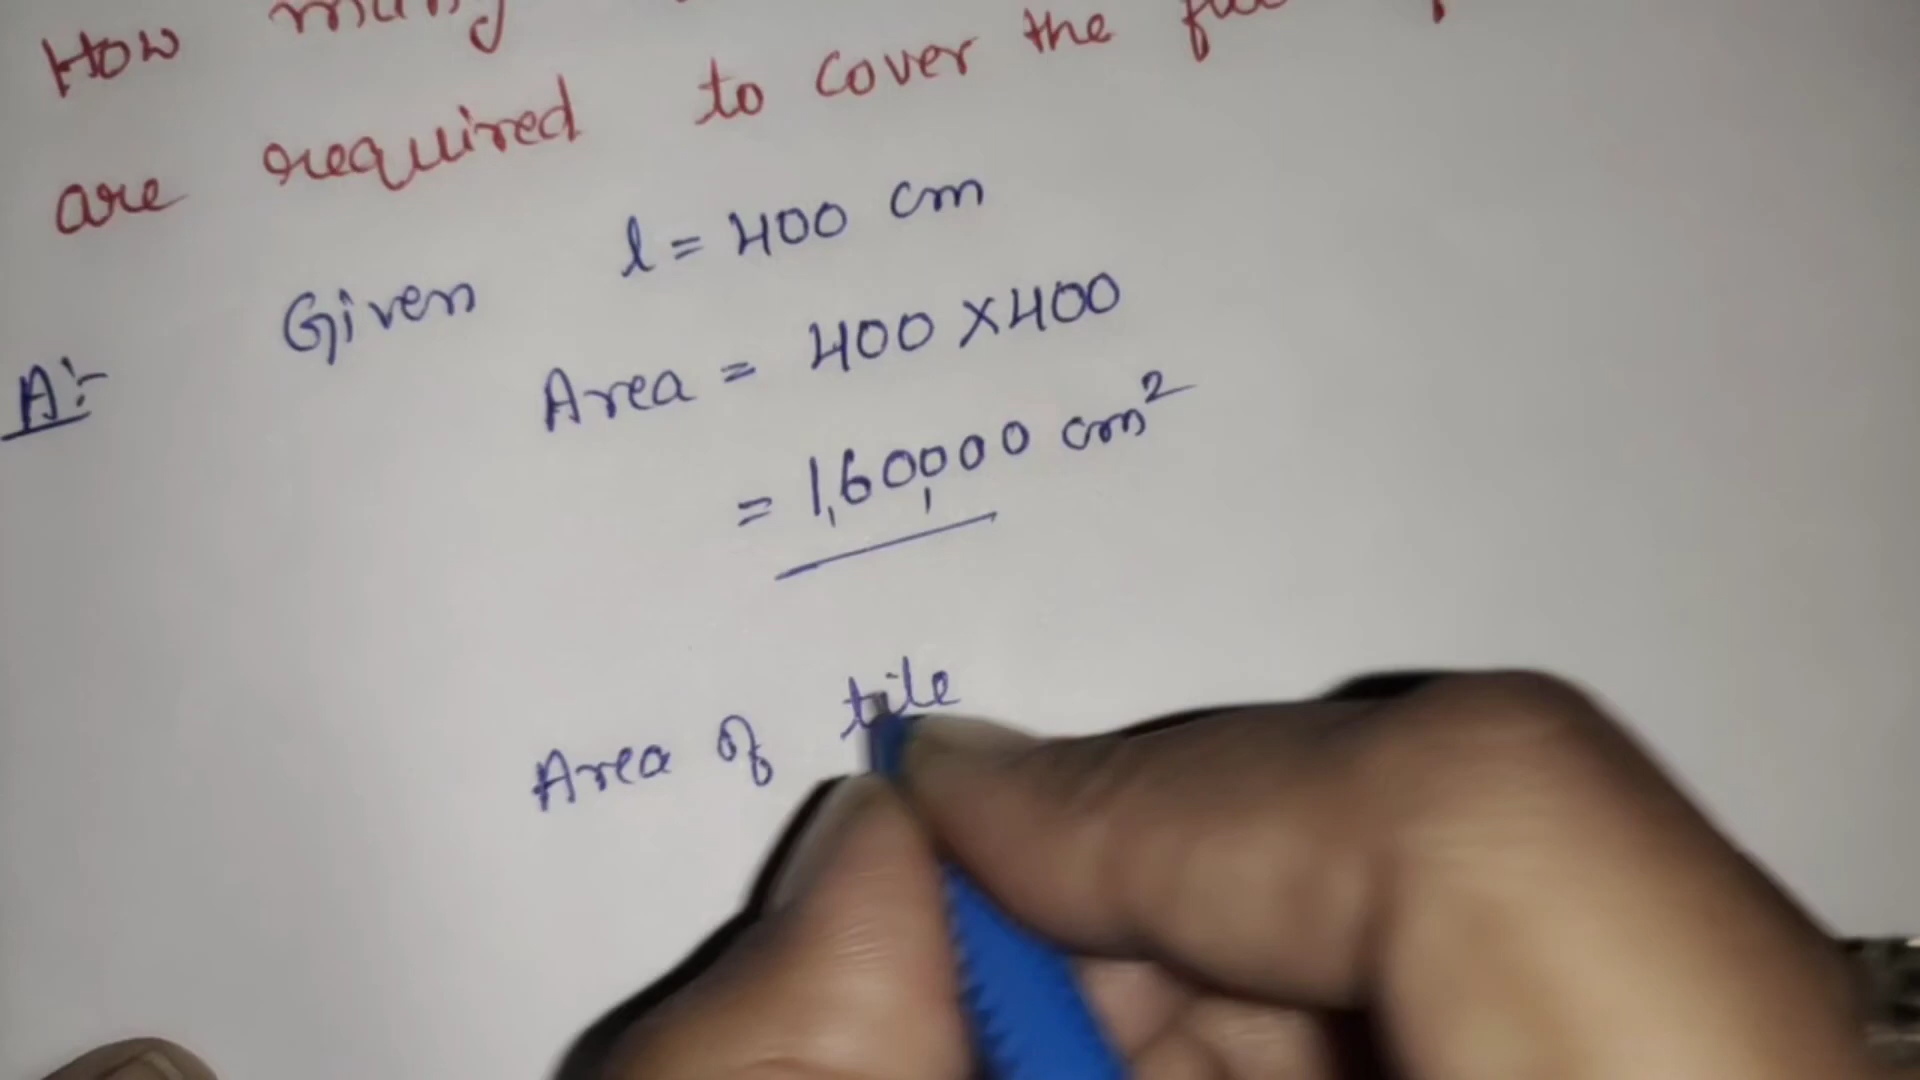 How many
are required to cover the
Given l = 400 cm
A:- Area = 400 X 400
= 1,60,000 cm²
Area of tile